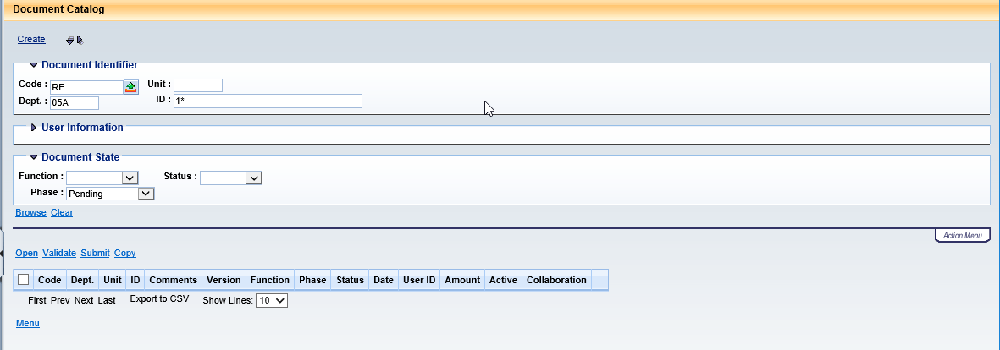 Document Catalog
Create
Document Identifier
Code : RE Unit :
Dept. : 05A ID : 1*
User Information
Document State
Function : Status :
Phase : Pending
Browse Clear
Action Menu
Open Validate Submit Copy
Code Dept. Unit ID Comments Version Function Phase Status Date User ID Amount Active Collaboration
First Prev Next Last Export to CSV Show Lines: 10
Menu